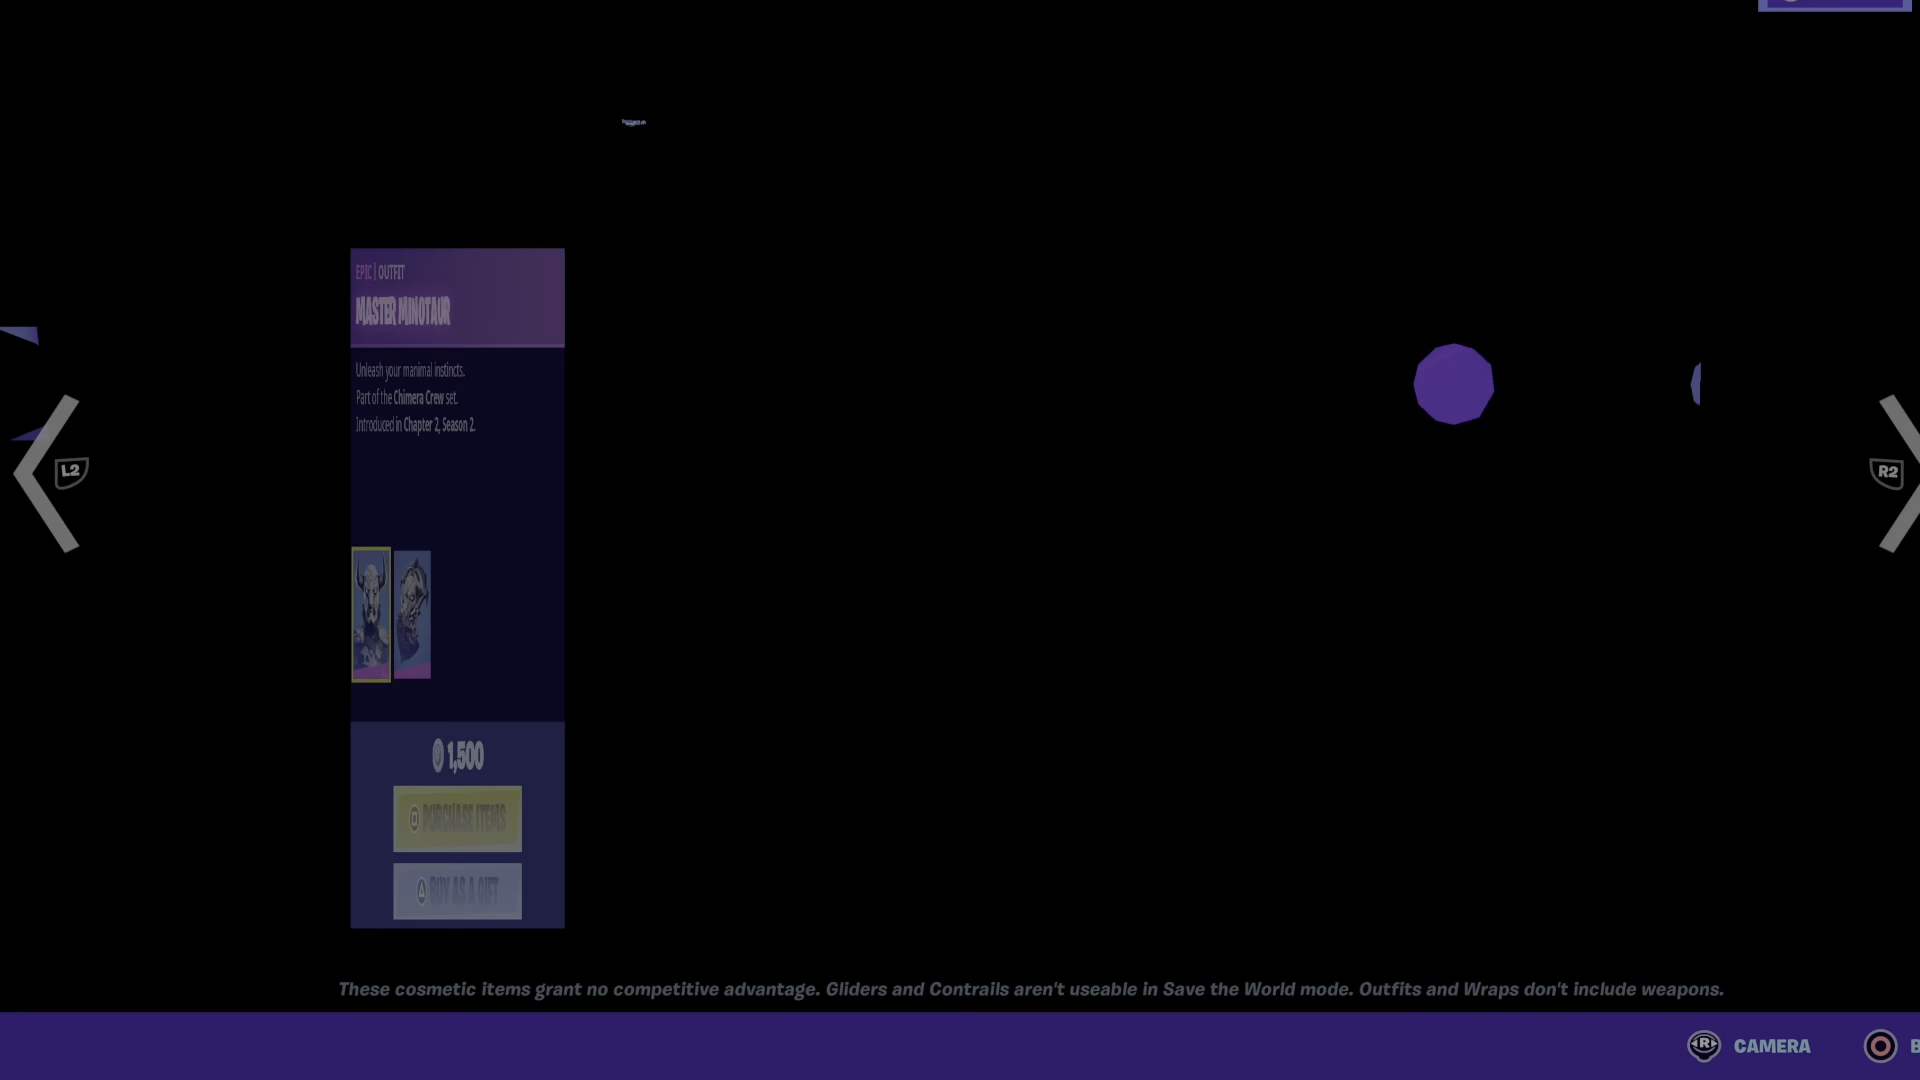 EPIC | OUTFIT
MASTER MINOTAUR
Unleash your manimal instincts.
Part of the Chimera Crew set.
Introduced in Chapter 2, Season 2.
L2
R2
1,500
PURCHASE ITEMS
BUY AS A GIFT
These cosmetic items grant no competitive advantage. Gliders and Contrails aren't useable in Save the World mode. Outfits and Wraps don't include weapons.
R CAMERA B